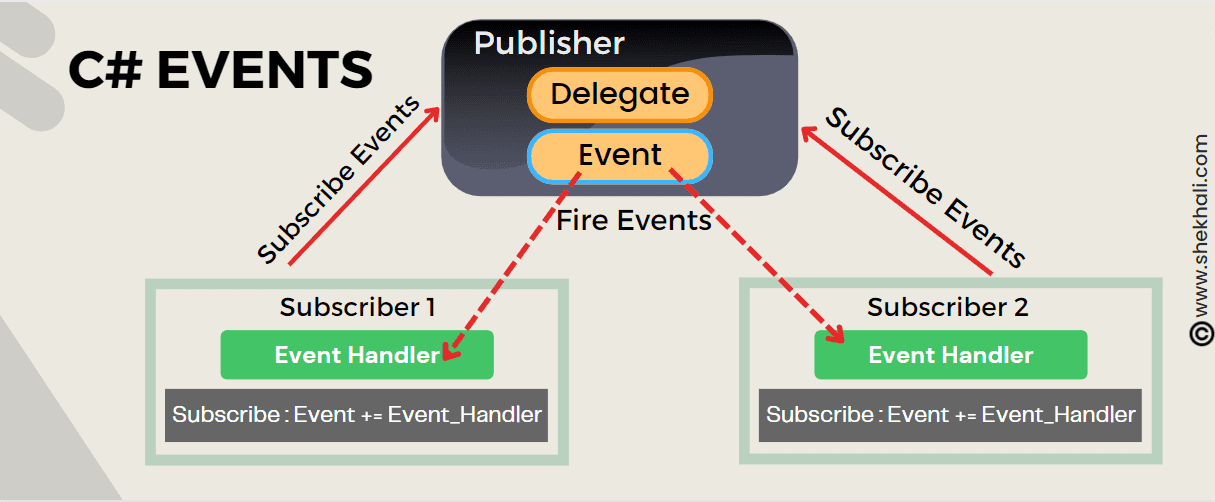 C# EVENTS
Publisher
Delegate
Event
Subscribe Events
Subscribe Events
Fire Events
Subscriber 1
Event Handler
Subscribe : Event += Event_Handler
Subscriber 2
Event Handler
Subscribe : Event += Event_Handler
©www.shekhali.com